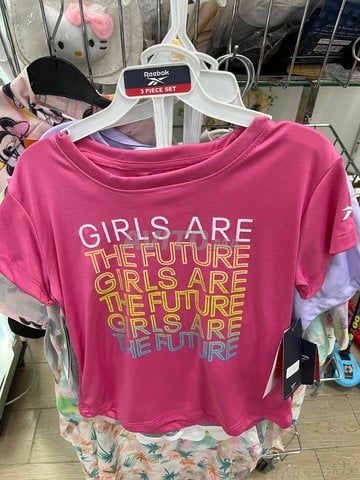 Reebok
3 PIECE SET
GIRLS ARE
THE FUTURE
GIRLS ARE
THE FUTURE
GIRLS ARE
THE FUTURE